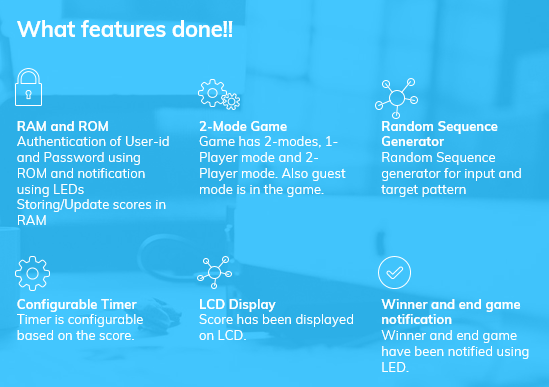 What features done!!
RAM and ROM
Authentication of User-id
and Password using
ROM and notification
using LEDs
Storing/Update scores in
RAM
2-Mode Game
Game has 2-modes, 1-
Player mode and 2-
Player mode. Also guest
mode is in the game.
Random Sequence
Generator
Random Sequence
generator for input and
target pattern
Configurable Timer
Timer is configurable
based on the score.
LCD Display
Score has been displayed
on LCD.
Winner and end game
notification
Winner and end game
have been notified using
LED.